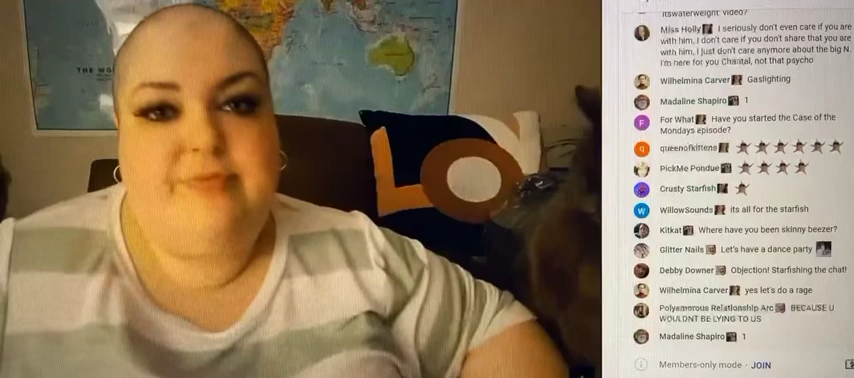 itswaterweight video?
Miss Holly I seriously don't even care if you are
with him, I don't care if you don't share that you are
with him, I just don't care anymore about the big N.
I'm here for you Chantal, not that psycho
Wilhelmina Carver Gaslighting
Madaline Shapiro 1
For What Have you started the Case of the
Mondays episode?
queenofkittens
PickMe Pondue
Crusty Starfish
WillowSounds its all for the starfish
Kitkat Where have you been skinny beezer?
Glitter Nails Let's have a dance party
Debby Downer Objection! Starfishing the chat!
Wilhelmina Carver yes let's do a rage
Polyemorous Relationship Arc BECAUSE U
WOULDNT BE LYING TO US
Madaline Shapiro 1
Members-only mode · JOIN
THE WO
LO